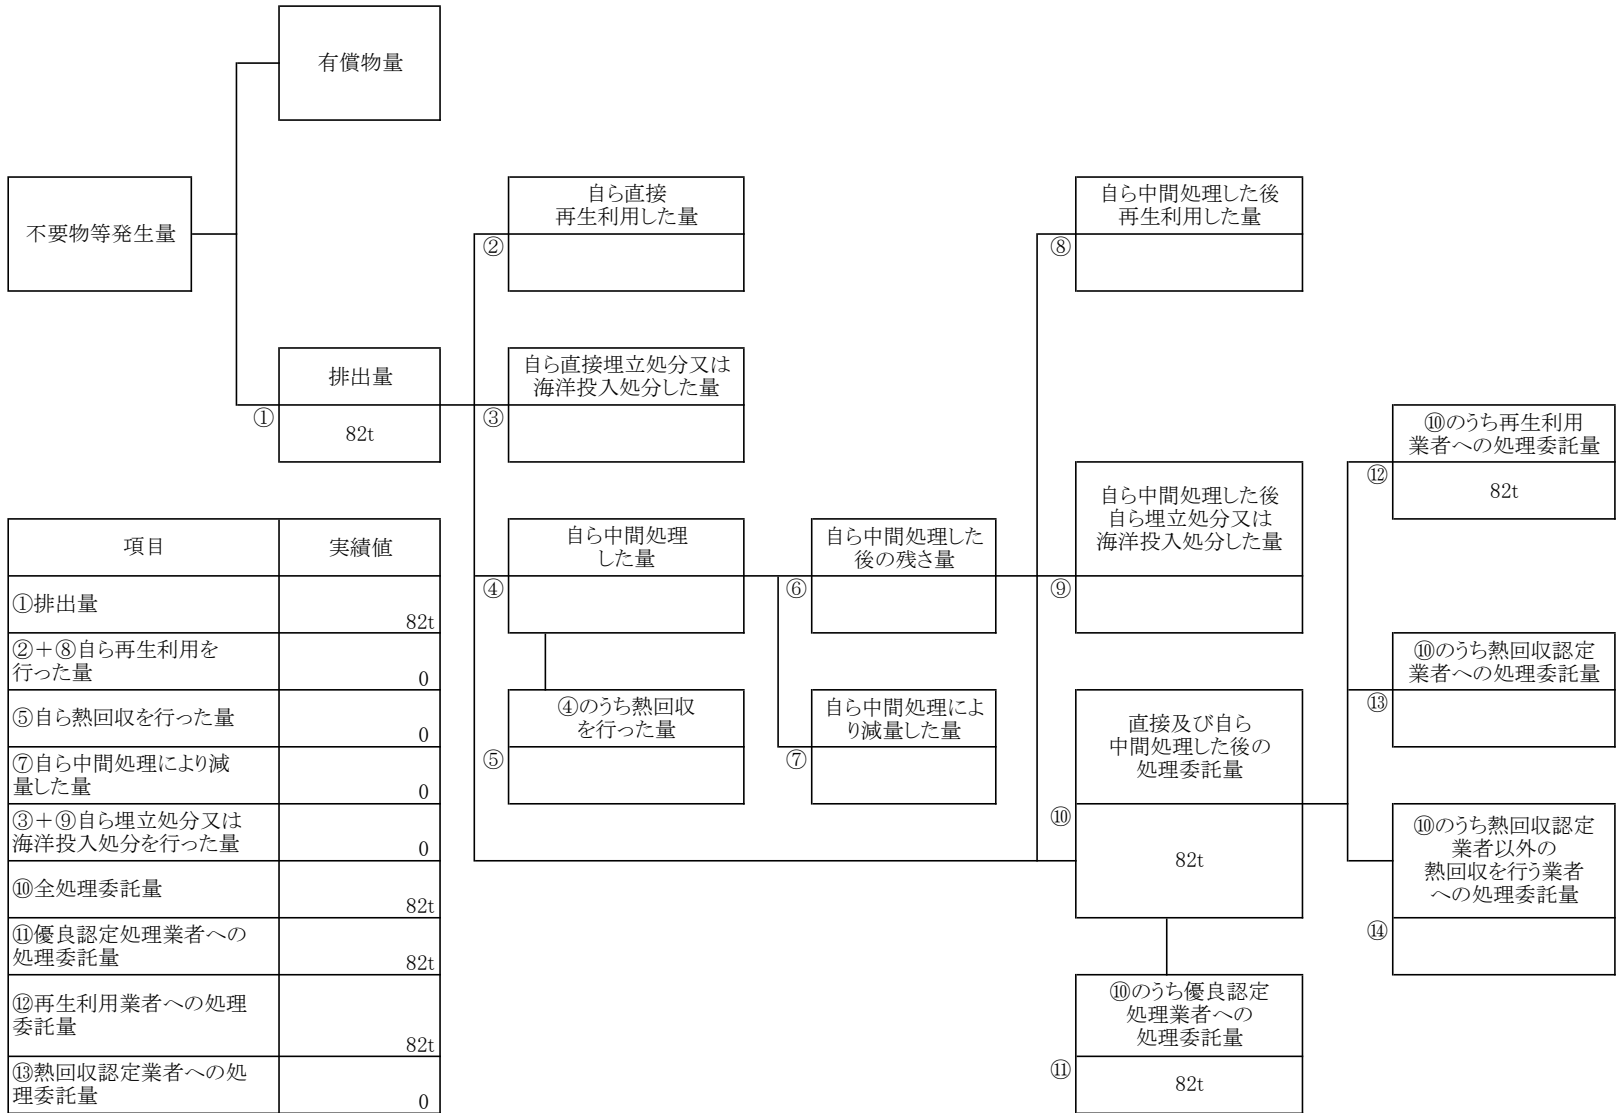 有償物量
不要物等発生量
自ら直接
再生利用した量
②
自ら中間処理した後
再生利用した量
⑧
排出量
①
82t
自ら直接埋立処分又は
海洋投入処分した量
③
⑩のうち再生利用
業者への処理委託量
⑫
82t
自ら中間処理
した量
④
自ら中間処理した
後の残さ量
⑥
自ら中間処理した後
自ら埋立処分又は
海洋投入処分した量
⑨
⑩のうち熱回収認定
業者への処理委託量
⑬
④のうち熱回収
を行った量
⑤
自ら中間処理によ
り減量した量
⑦
直接及び自ら
中間処理した後の
処理委託量
⑩
82t
⑩のうち熱回収認定
業者以外の
熱回収を行う業者
への処理委託量
⑭
⑩のうち優良認定
処理業者への
処理委託量
⑪
82t
項目 実績値
①排出量
82t
②＋⑧自ら再生利用を
行った量 0
⑤自ら熱回収を行った量
0
⑦自ら中間処理により減
量した量 0
③＋⑨自ら埋立処分又は
海洋投入処分を行った量 0
⑩全処理委託量
82t
⑪優良認定処理業者への
処理委託量 82t
⑫再生利用業者への処理
委託量
82t
⑬熱回収認定業者への処
理委託量 0